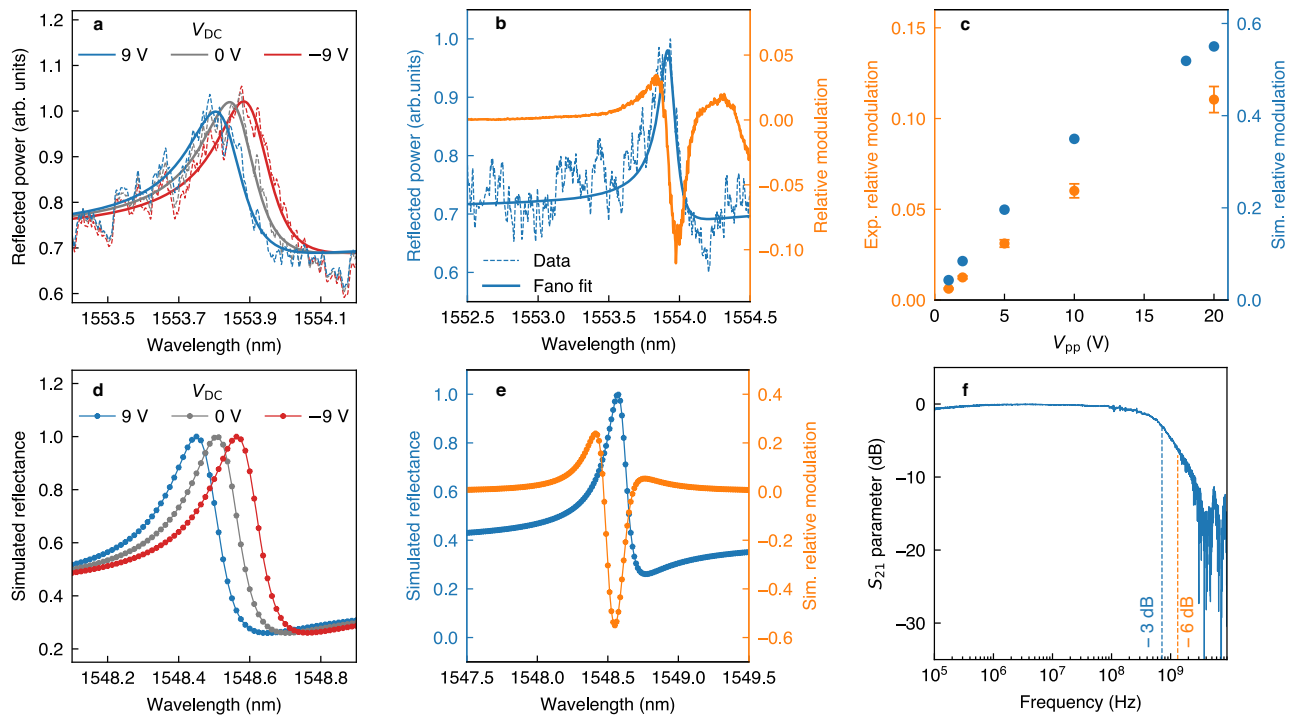 a
V_DC
9 V 0 V −9 V
Reflected power (arb. units)
1.2
1.1
1.0
0.9
0.8
0.7
0.6
1553.5 1553.7 1553.9 1554.1
Wavelength (nm)
b
Reflected power (arb.units)
1.0
0.9
0.8
0.7
0.6
Data
Fano fit
0.05
0.00
−0.05
−0.10
Relative modulation
1552.5 1553.0 1553.5 1554.0 1554.5
Wavelength (nm)
c
Exp. relative modulation
0.15
0.10
0.05
0.00
0.6
0.4
0.2
0.0
Sim. relative modulation
0 5 10 15 20
V_pp (V)
d
V_DC
9 V 0 V −9 V
Simulated reflectance
1.2
1.0
0.8
0.6
0.4
0.2
1548.2 1548.4 1548.6 1548.8
Wavelength (nm)
e
Simulated reflectance
1.0
0.8
0.6
0.4
0.2
0.0
0.4
0.2
0.0
−0.2
−0.4
−0.6
Sim. relative modulation
1547.5 1548.0 1548.5 1549.0 1549.5
Wavelength (nm)
f
S_21 parameter (dB)
0
−10
−20
−30
− 3 dB
− 6 dB
10^5 10^6 10^7 10^8 10^9
Frequency (Hz)